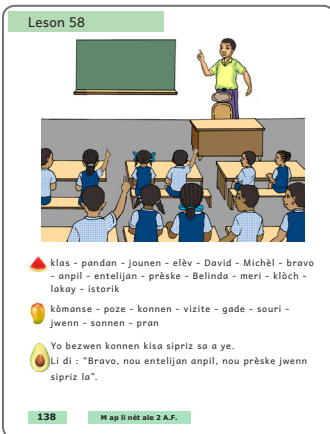 Leson 58
klas - pandan - jounen - elèv - David - Michèl - bravo
- anpil - entelijan - prèske - Belinda - meri - klòch -
lakay - istorik
kòmanse - poze - konnen - vizite - gade - souri -
jwenn - sonnen - pran
Yo bezwen konnen kisa sipriz sa a ye.
Li di : "Bravo, nou entelijan anpil, nou prèske jwenn
sipriz la".
138 M ap li nèt ale 2 A.F.